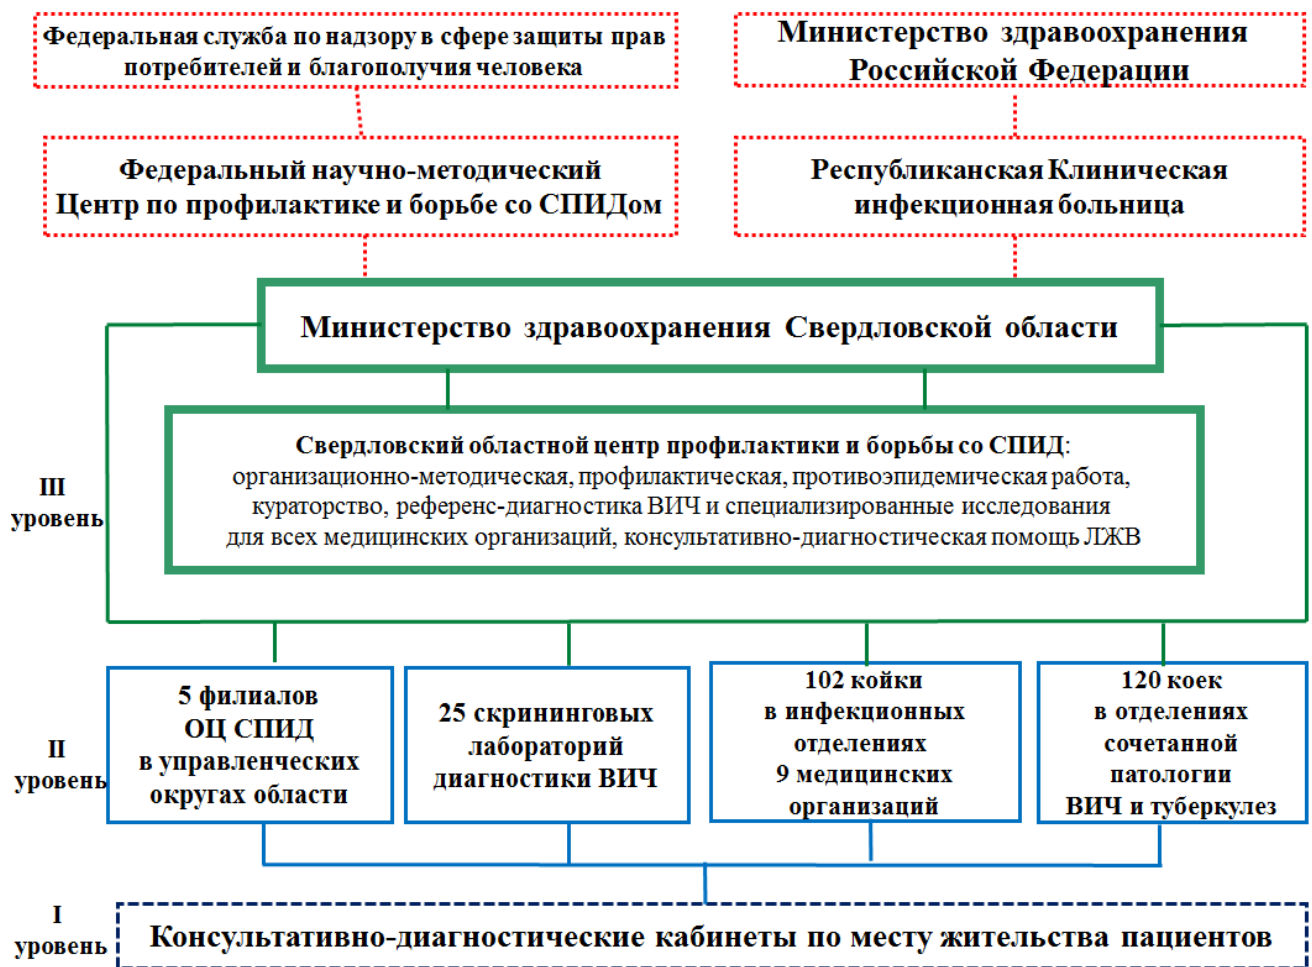 Федеральная служба по надзору в сфере защиты прав
потребителей и благополучия человека
Министерство здравоохранения
Российской Федерации
Федеральный научно-методический
Центр по профилактике и борьбе со СПИДом
Республиканская Клиническая
инфекционная больница
Министерство здравоохранения Свердловской области
III
уровень
Свердловский областной центр профилактики и борьбы со СПИД:
организационно-методическая, профилактическая, противоэпидемическая работа,
кураторство, референс-диагностика ВИЧ и специализированные исследования
для всех медицинских организаций, консультативно-диагностическая помощь ЛЖВ
II
уровень
5 филиалов
ОЦ СПИД
в управленческих
округах области
25 скрининговых
лабораторий
диагностики ВИЧ
102 койки
в инфекционных
отделениях
9 медицинских
организаций
120 коек
в отделениях
сочетанной
патологии
ВИЧ и туберкулез
I
уровень
Консультативно-диагностические кабинеты по месту жительства пациентов